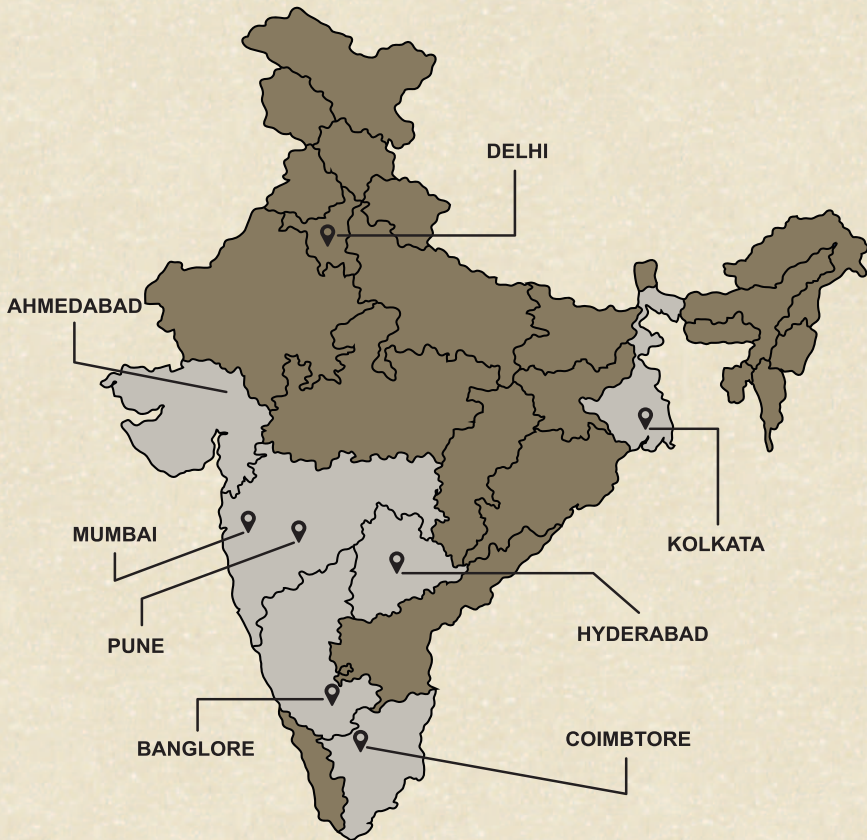 DELHI
AHMEDABAD
MUMBAI
KOLKATA
PUNE
HYDERABAD
BANGLORE
COIMBTORE